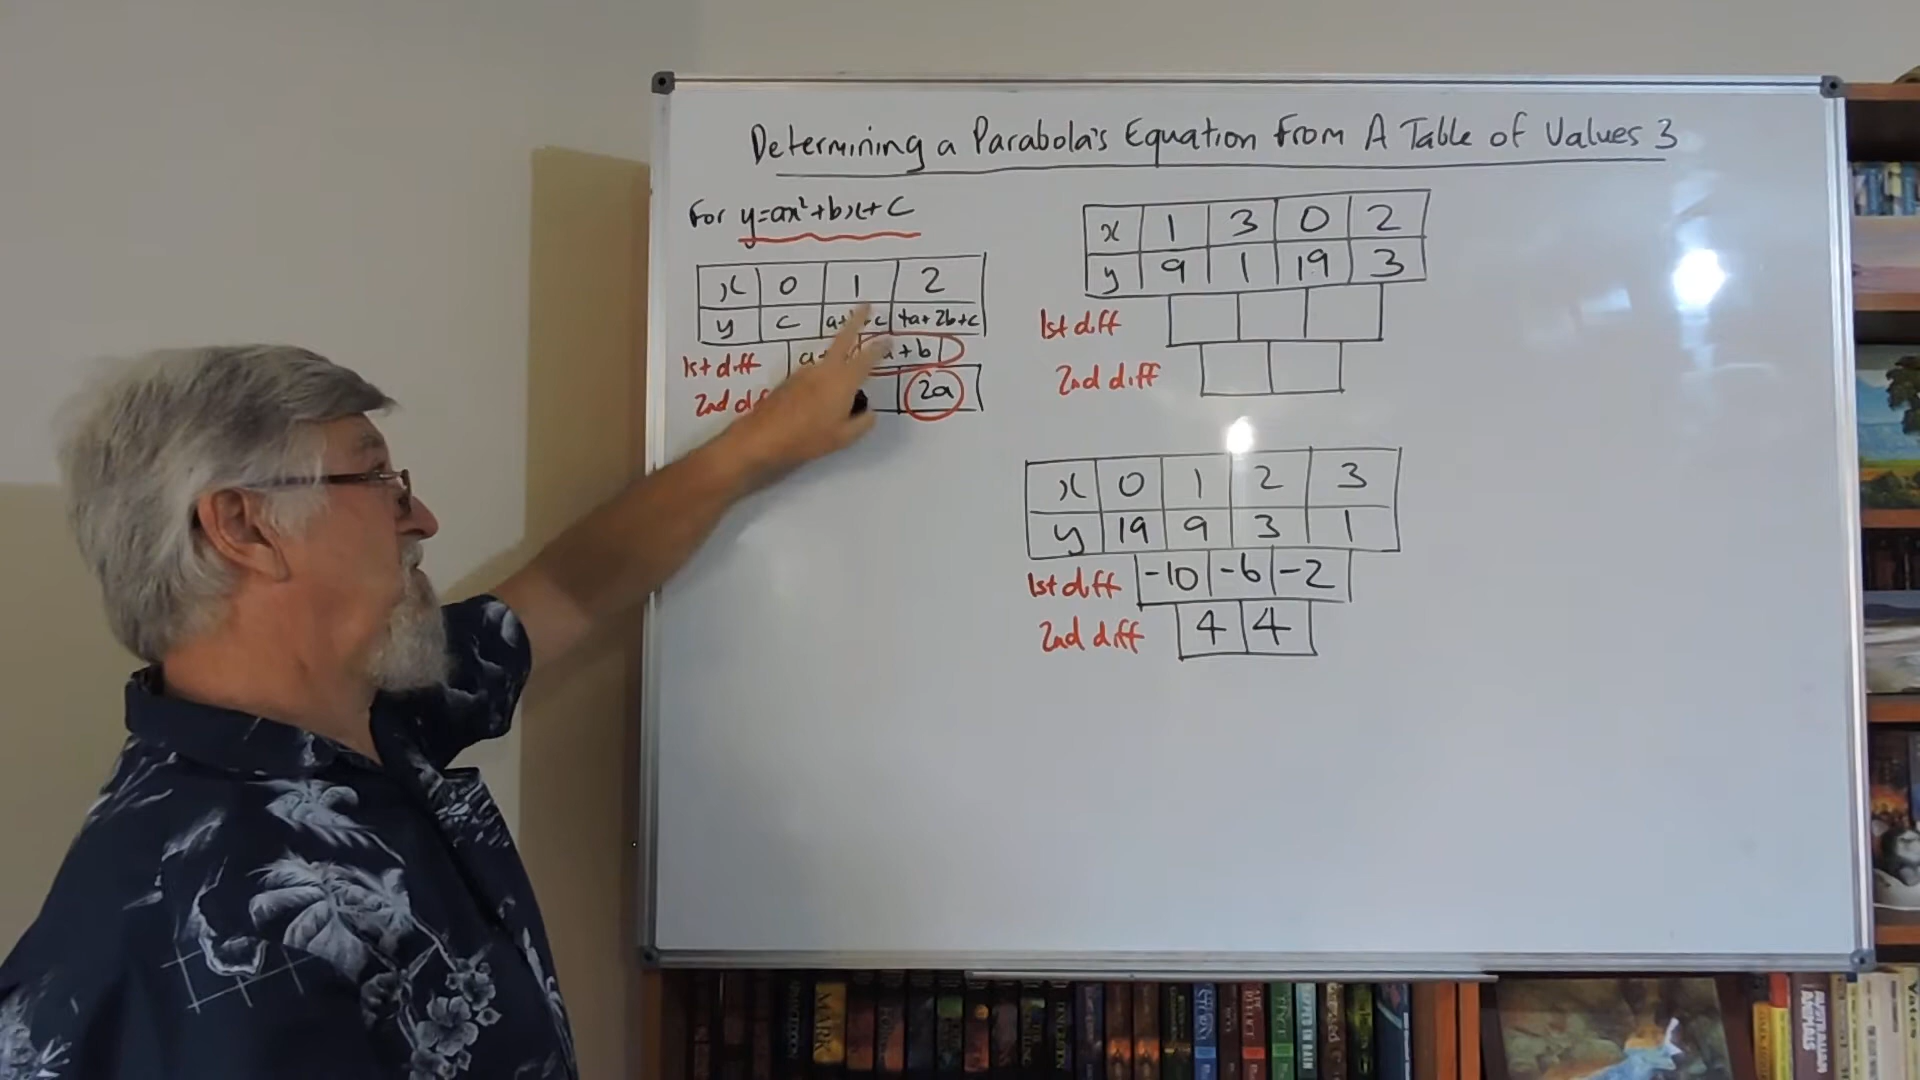 Determining a Parabola's Equation From A Table of Values 3
For y=ax²+bx+c
x 0 1 2
y c 4a+2b+c
1st diff
2nd 2a
x 1 3 0 2
y 9 1 19 3
1st diff
2nd diff
x 0 1 2 3
y 19 9 3 1
1st diff -10 -6 -2
2nd diff 4 4
MARK